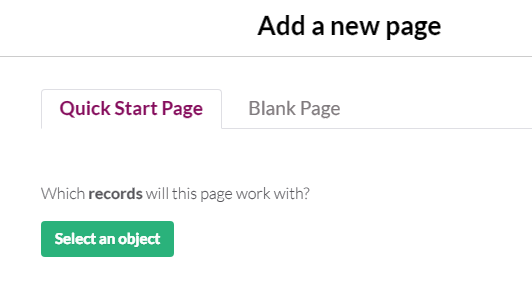 Add a new page
Quick Start Page Blank Page
Which records will this page work with?
Select an object